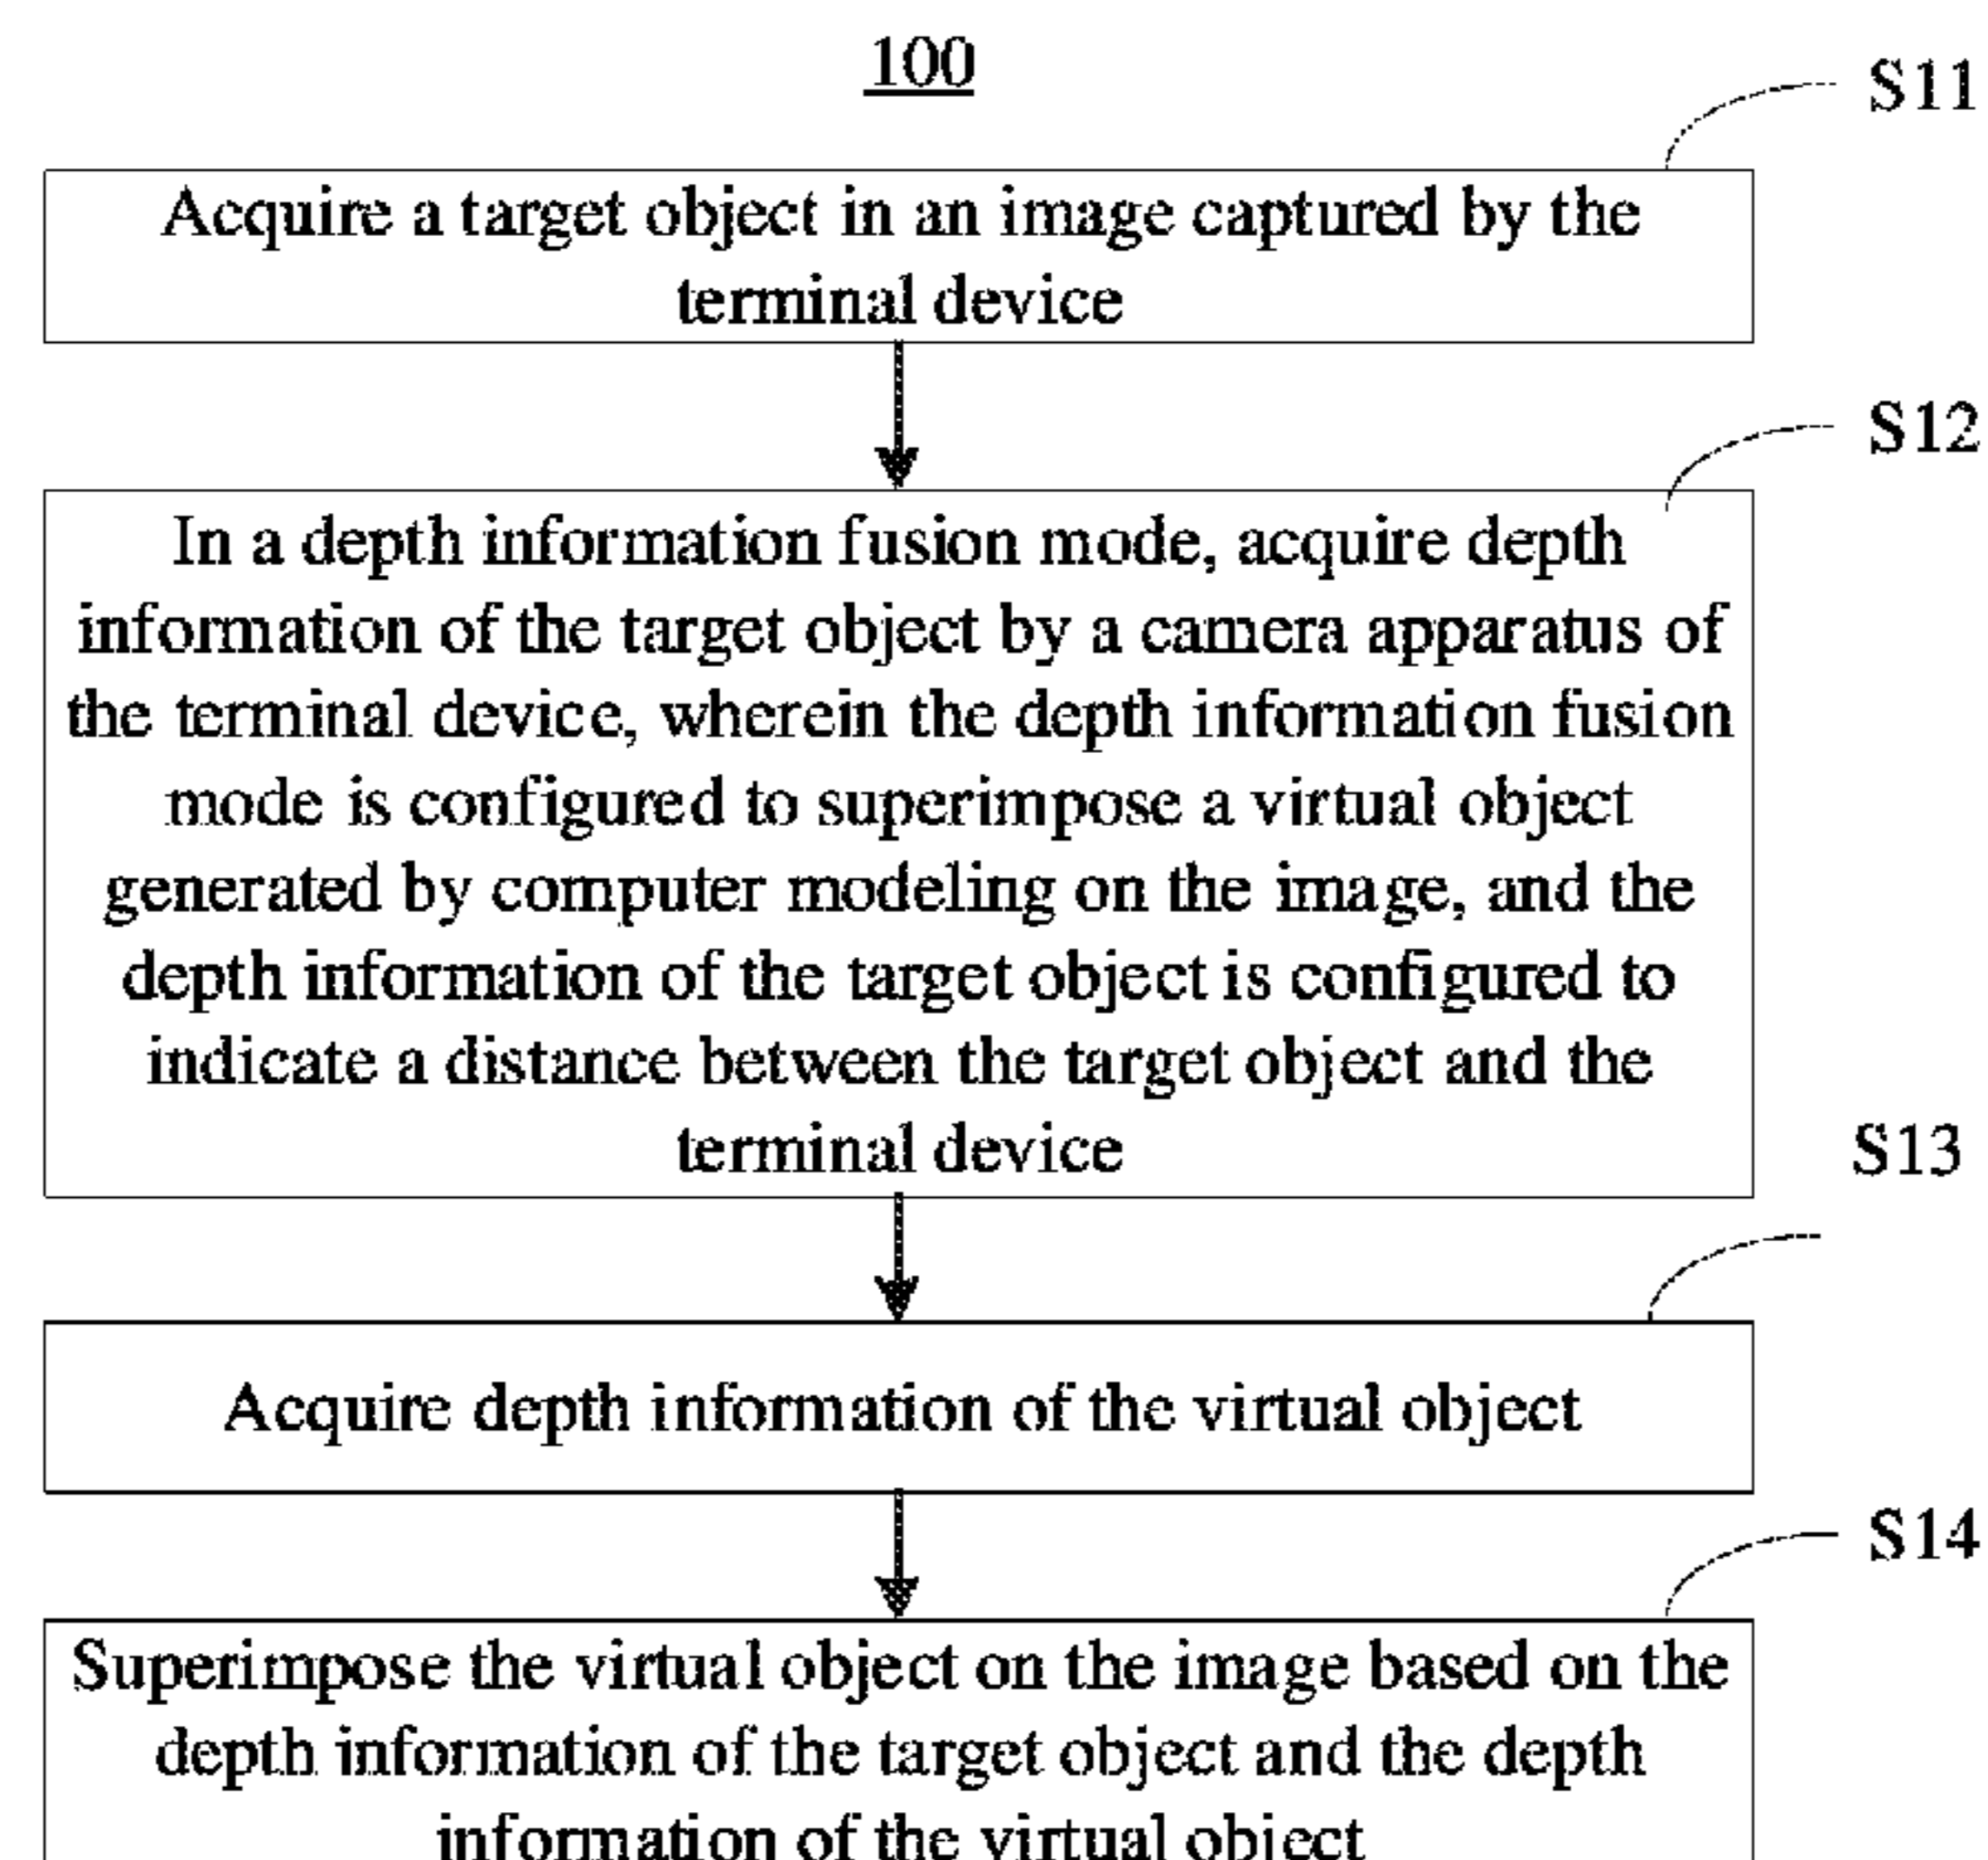 100
S11
Acquire a target object in an image captured by the
terminal device
S12
In a depth information fusion mode, acquire depth
information of the target object by a camera apparatus of
the terminal device, wherein the depth information fusion
mode is configured to superimpose a virtual object
generated by computer modeling on the image, and the
depth information of the target object is configured to
indicate a distance between the target object and the
terminal device
S13
Acquire depth information of the virtual object
S14
Superimpose the virtual object on the image based on the
depth information of the target object and the depth
information of the virtual object